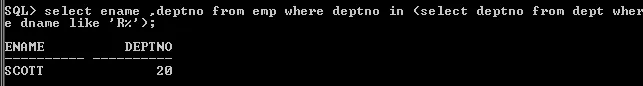 SQL> select ename ,deptno from emp where deptno in (select deptno from dept wher
e dname like 'R%');
ENAME          DEPTNO
---------- ----------
SCOTT              20